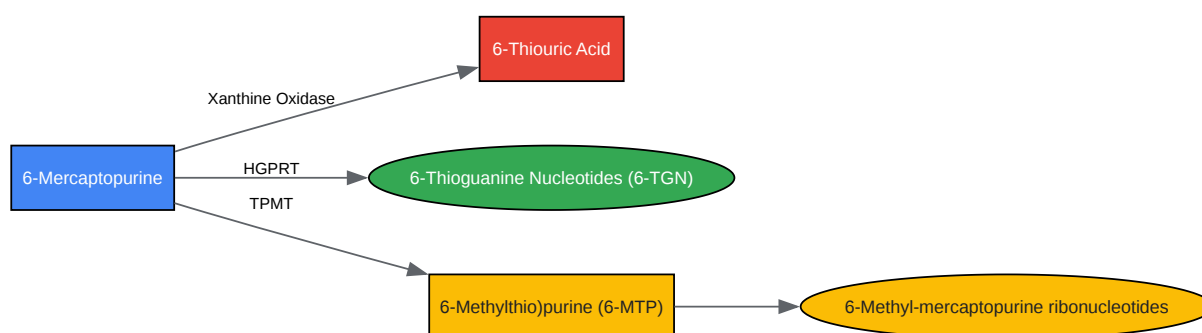 6-Thiouric Acid
Xanthine Oxidase
6-Mercaptopurine
HGPRT
6-Thioguanine Nucleotides (6-TGN)
TPMT
6-Methylthio)purine (6-MTP)
6-Methyl-mercaptopurine ribonucleotides